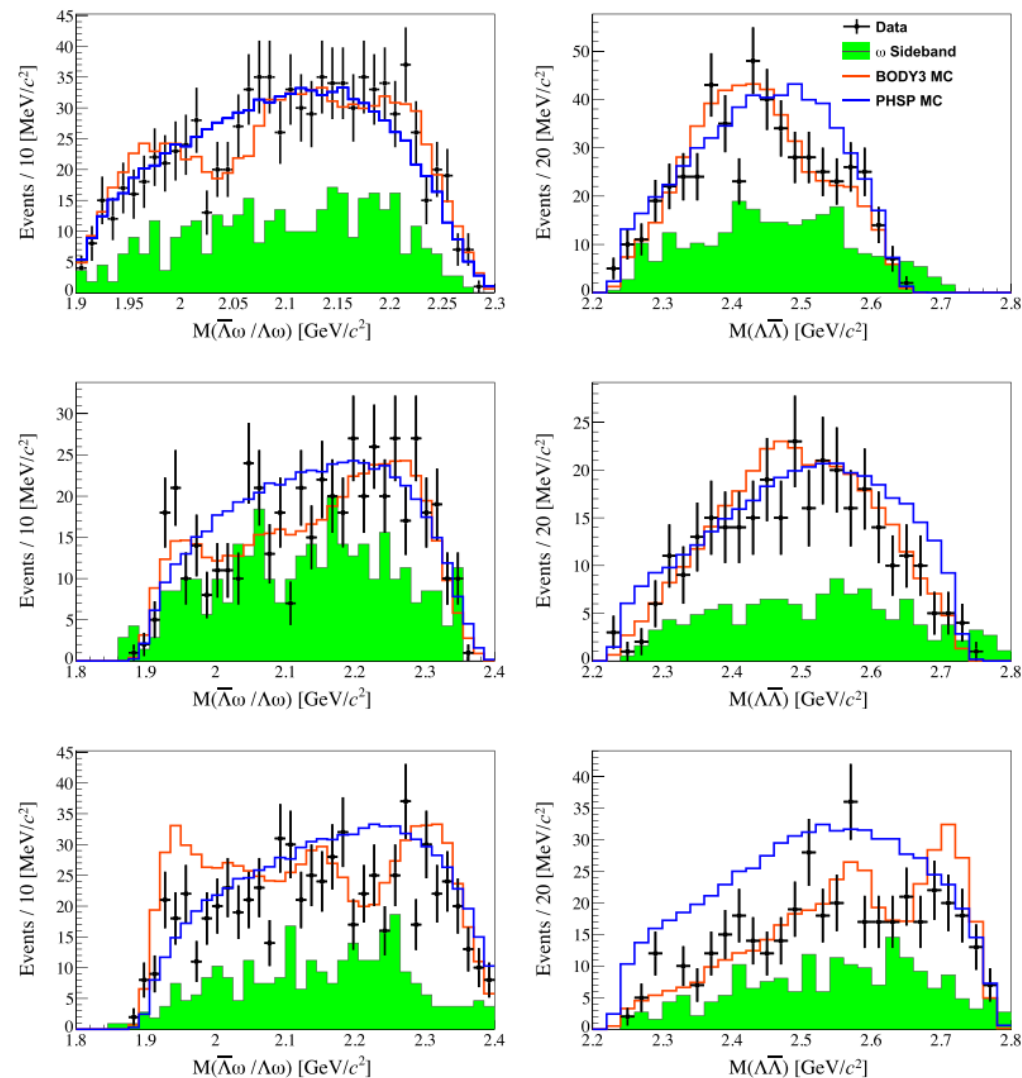 45
40
35
30
25
20
15
10
5
0
Events / 10 [MeV/c²]
1.9 1.95 2 2.05 2.1 2.15 2.2 2.25 2.3
M(Λ̅ω /Λω) [GeV/c²]
Data
ω Sideband
BODY3 MC
PHSP MC
50
40
30
20
10
0
Events / 20 [MeV/c²]
2.2 2.3 2.4 2.5 2.6 2.7 2.8
M(ΛΛ̅) [GeV/c²]
30
25
20
15
10
5
0
Events / 10 [MeV/c²]
1.8 1.9 2 2.1 2.2 2.3 2.4
M(Λ̅ω /Λω) [GeV/c²]
25
20
15
10
5
0
Events / 20 [MeV/c²]
2.2 2.3 2.4 2.5 2.6 2.7 2.8
M(ΛΛ̅) [GeV/c²]
45
40
35
30
25
20
15
10
5
0
Events / 10 [MeV/c²]
1.8 1.9 2 2.1 2.2 2.3 2.4
M(Λ̅ω /Λω) [GeV/c²]
40
35
30
25
20
15
10
5
0
Events / 20 [MeV/c²]
2.2 2.3 2.4 2.5 2.6 2.7 2.8
M(ΛΛ̅) [GeV/c²]